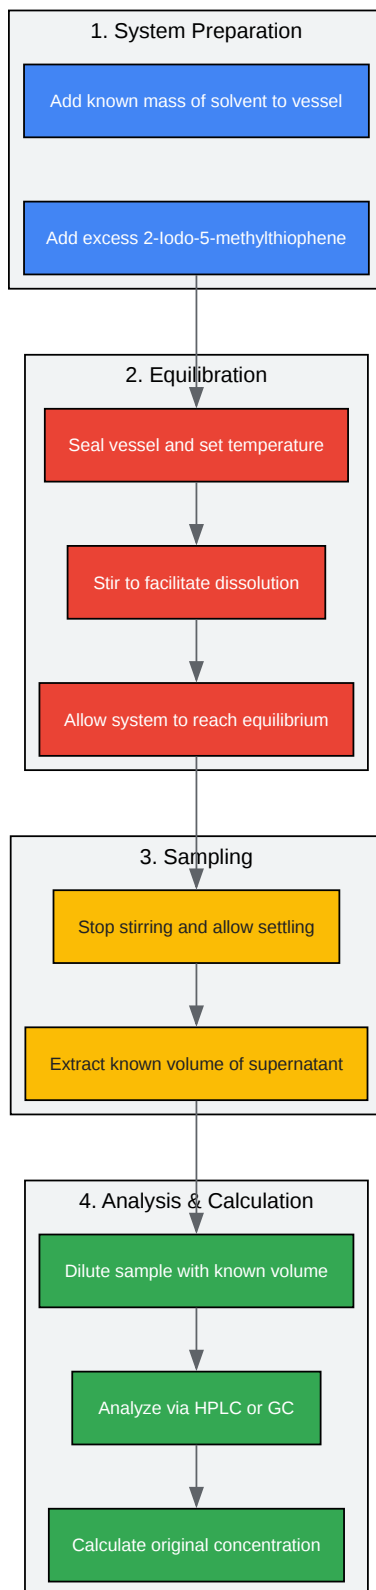 1. System Preparation
Add known mass of solvent to vessel
Add excess 2-Iodo-5-methylthiophene
2. Equilibration
Seal vessel and set temperature
Stir to facilitate dissolution
Allow system to reach equilibrium
3. Sampling
Stop stirring and allow settling
Extract known volume of supernatant
4. Analysis & Calculation
Dilute sample with known volume
Analyze via HPLC or GC
Calculate original concentration